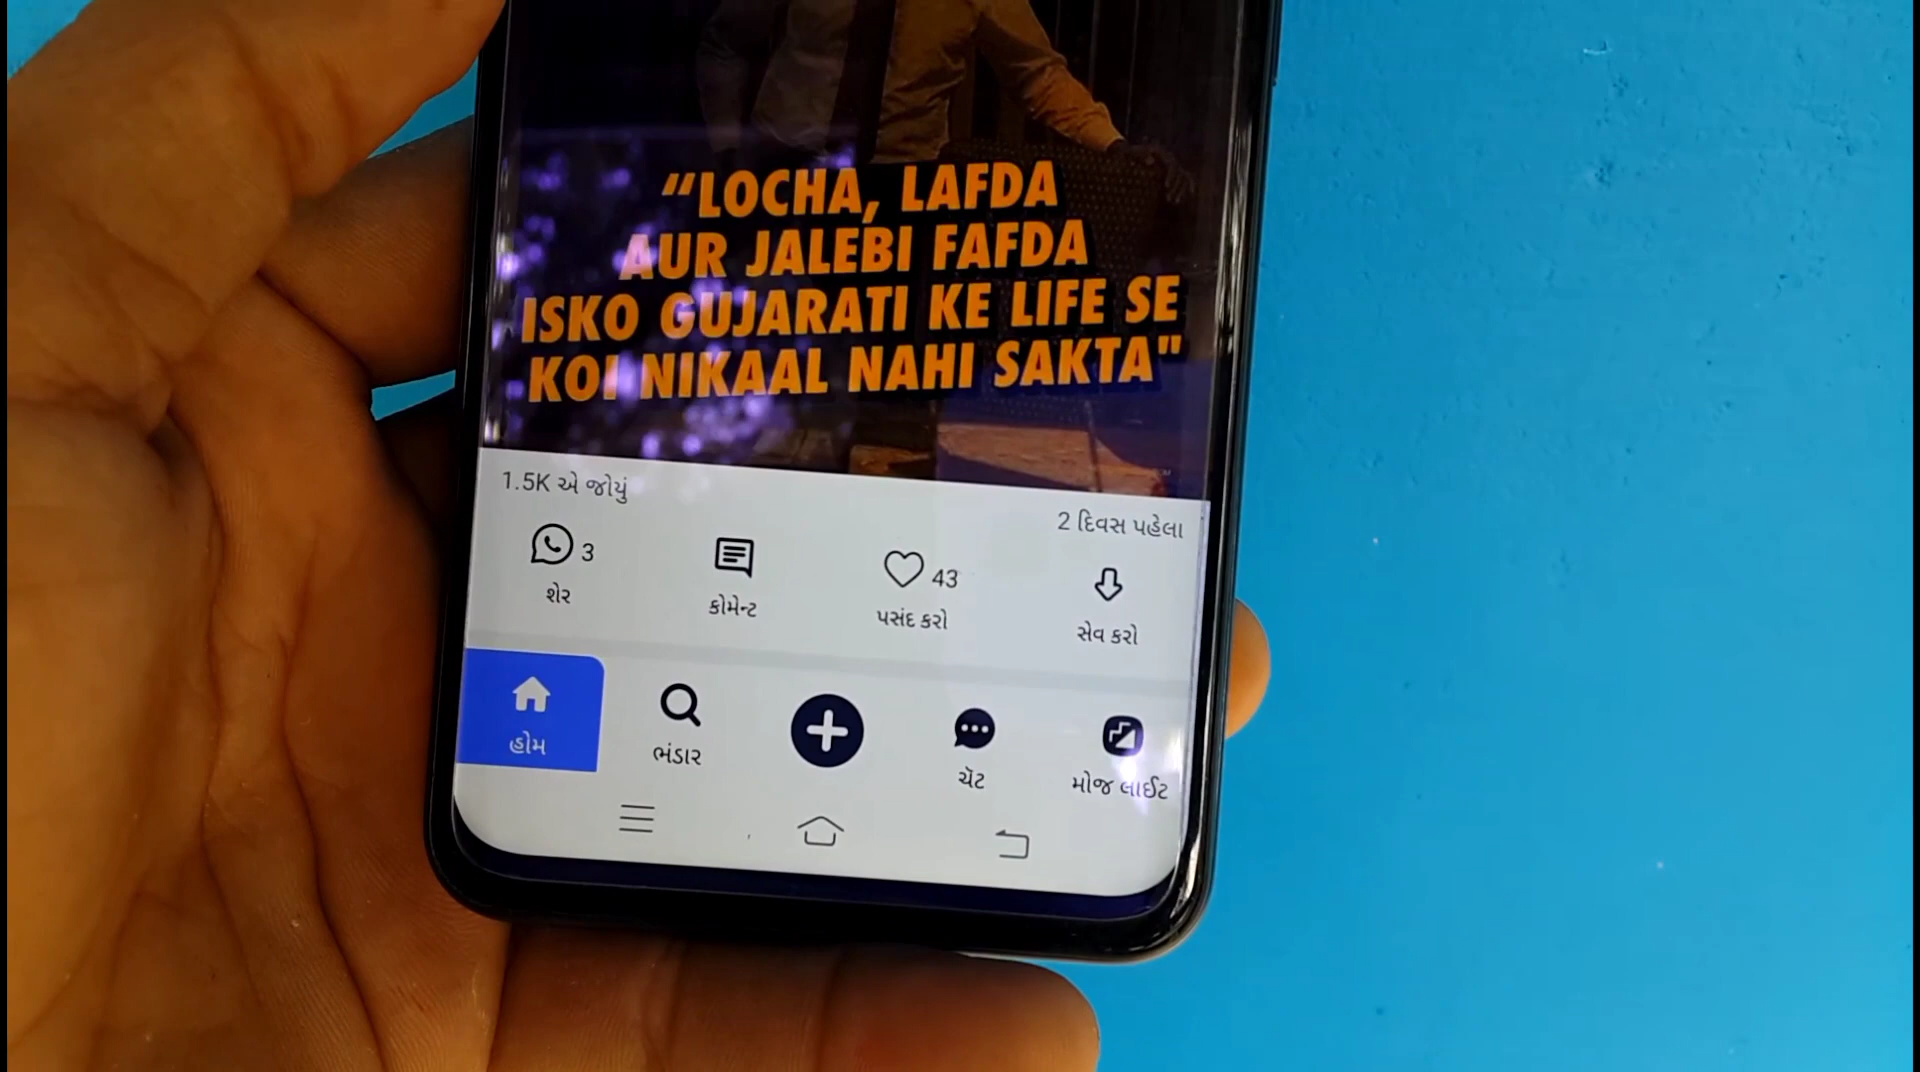 “LOCHA, LAFDA
AUR JALEBI FAFDA
ISKO GUJARATI KE LIFE SE
KOI NIKAAL NAHI SAKTA"
1.5K એ જોયું
2 દિવસ પહેલા
3
43
શેર
કોમેન્ટ
પસંદ કરો
સેવ કરો
હોમ
ભંડાર
ચૅટ
મોજ લાઈટ